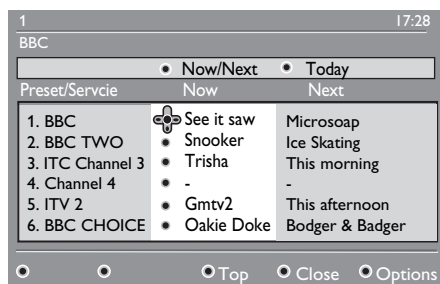 1 17:28
BBC
Now/Next Today
Preset/Servcie Now Next
1. BBC See it saw Microsoap
2. BBC TWO Snooker Ice Skating
3. ITC Channel 3 Trisha This morning
4. Channel 4 - -
5. ITV 2 Gmtv2 This afternoon
6. BBC CHOICE Oakie Doke Bodger & Badger
Top Close Options